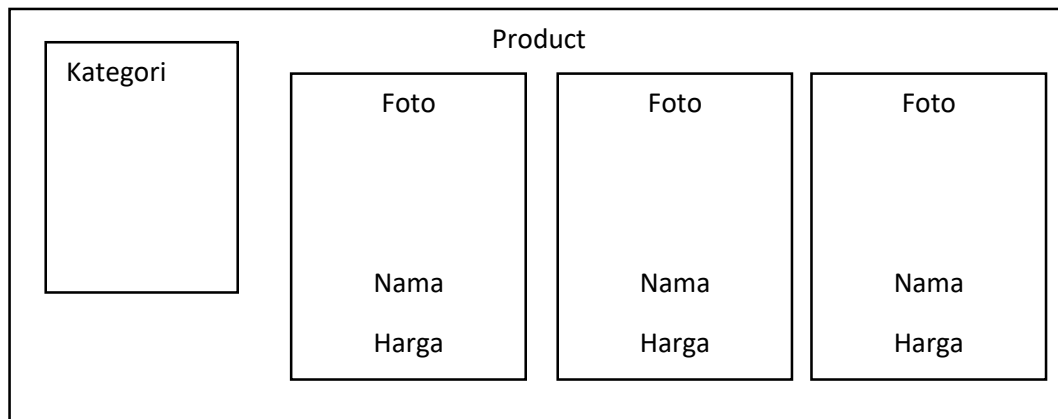 Product
Kategori
Foto
Nama
Harga
Foto
Nama
Harga
Foto
Nama
Harga